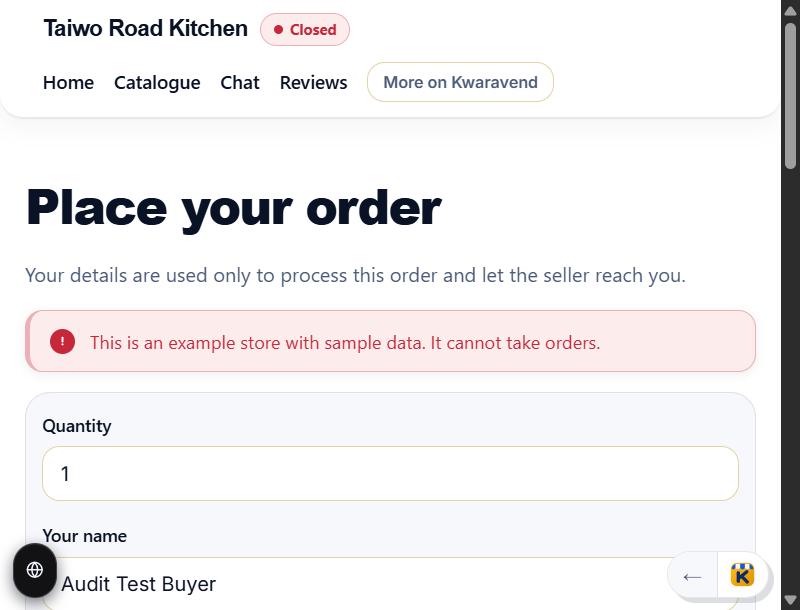 Taiwo Road Kitchen
Closed
Home Catalogue Chat Reviews More on Kwaravend
Place your order
Your details are used only to process this order and let the seller reach you.
! This is an example store with sample data. It cannot take orders.
Quantity
1
Your name
Audit Test Buyer
← K